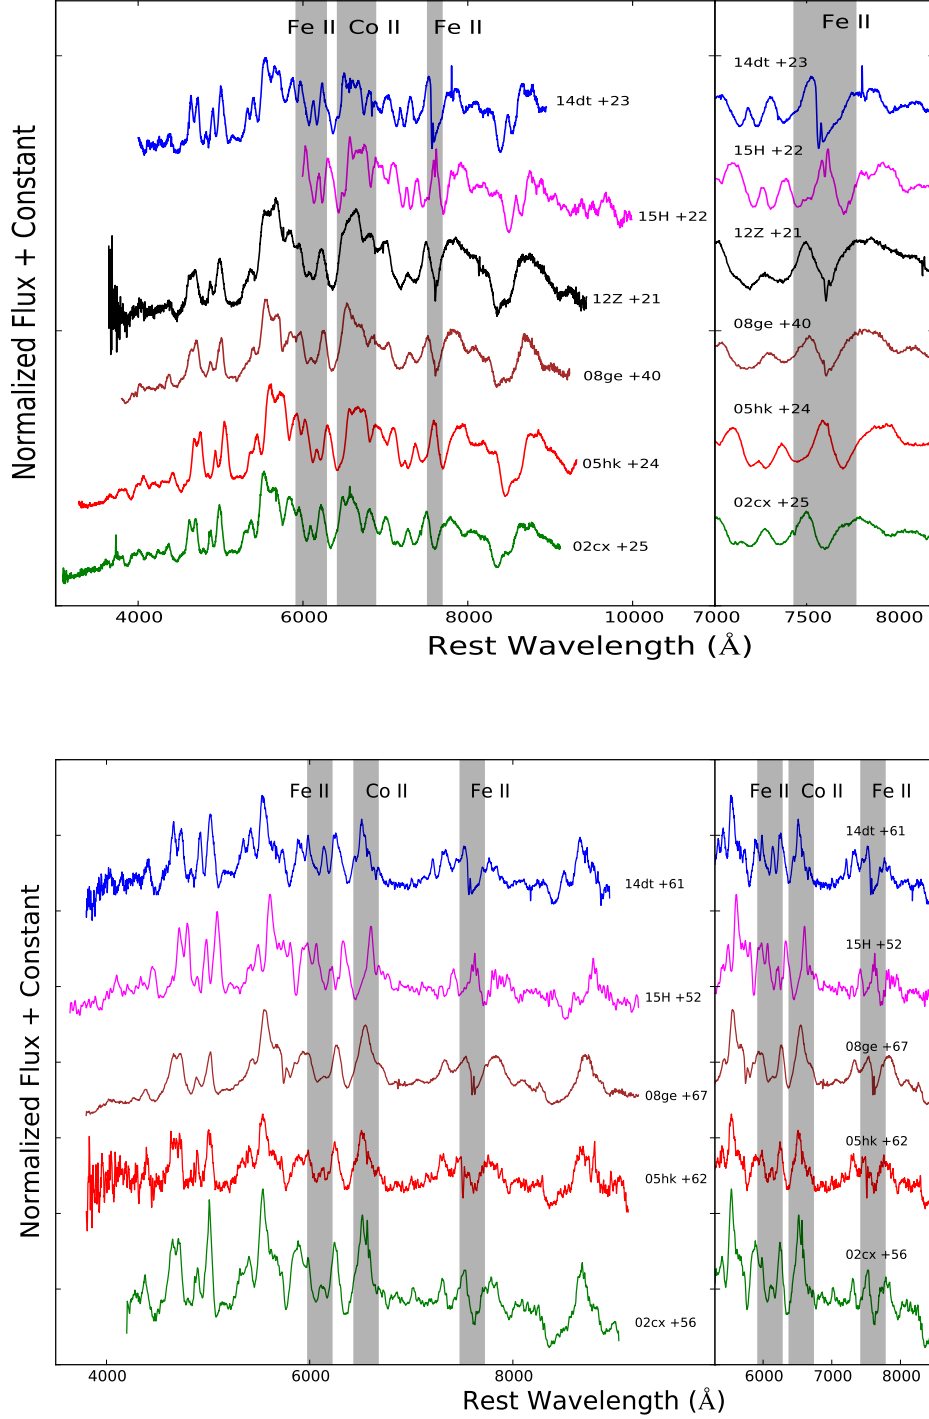 Fe II Co II Fe II
Fe II
14dt +23
14dt +23
15H +22
15H +22
12Z +21
12Z +21
08ge +40
08ge +40
05hk +24
05hk +24
02cx +25
02cx +25
Normalized Flux + Constant
4000 6000 8000 10000 7000 7500 8000
Rest Wavelength (Å)
Fe II Co II Fe II
Fe II Co II Fe II
14dt +61
14dt +61
15H +52
15H +52
08ge +67
08ge +67
05hk +62
05hk +62
02cx +56
02cx +56
Normalized Flux + Constant
4000 6000 8000 6000 7000 8000
Rest Wavelength (Å)